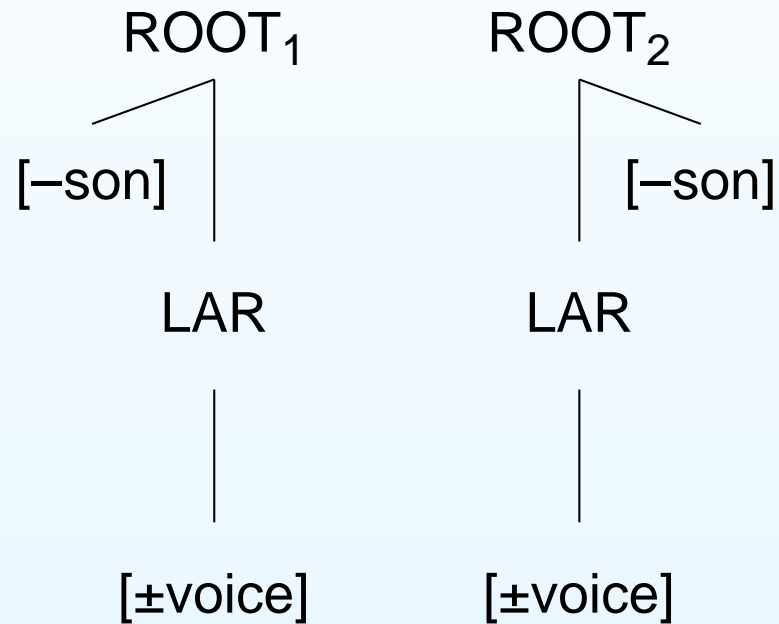 ROOT₁ ROOT₂
[–son] [–son]
LAR LAR
[±voice] [±voice]